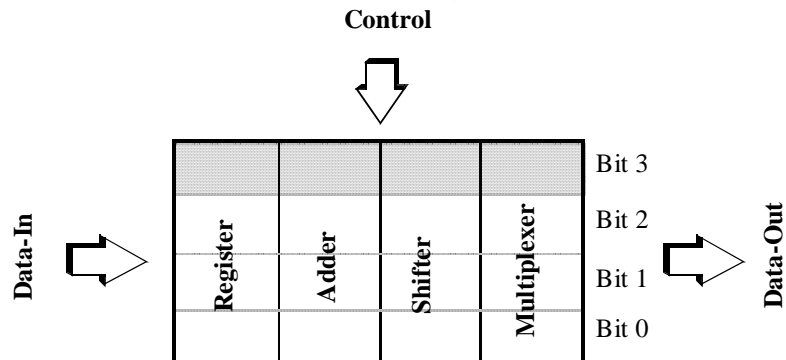 Control
Bit 3
Bit 2
Bit 1
Bit 0
Data-In
Register
Adder
Shifter
Multiplexer
Data-Out